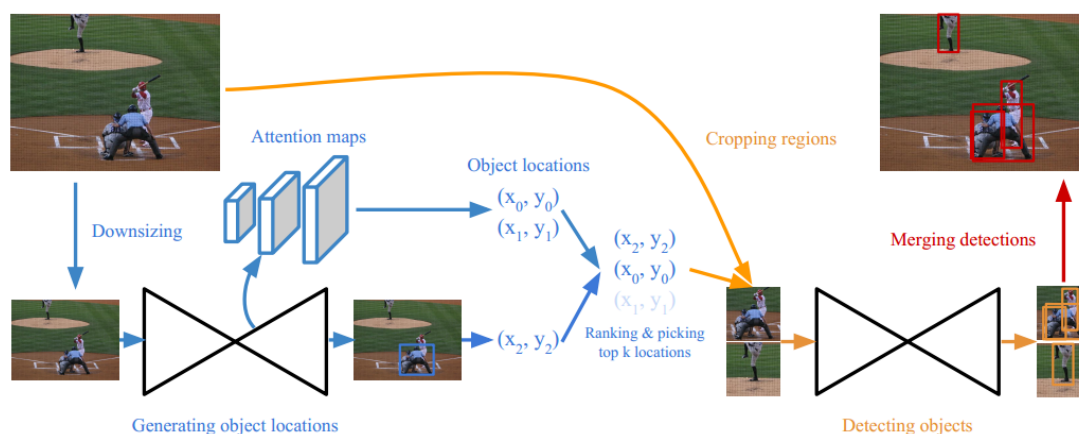 Attention maps
Object locations
Cropping regions
(x₀, y₀)
(x₁, y₁)
Downsizing
(x₂, y₂)
(x₀, y₀)
(x₁, y₁)
Merging detections
(x₂, y₂)
Ranking & picking
top k locations
Generating object locations
Detecting objects